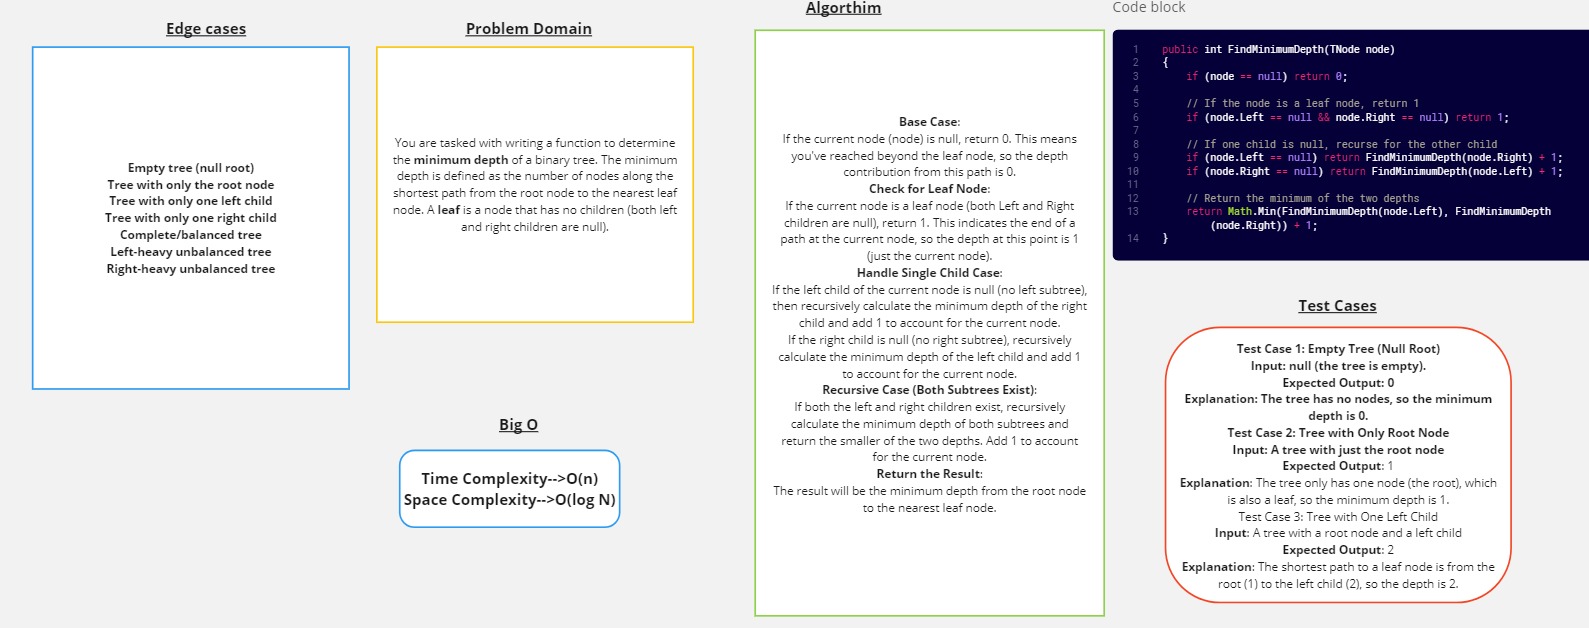 Edge cases
Empty tree (null root)
Tree with only the root node
Tree with only one left child
Tree with only one right child
Complete/balanced tree
Left-heavy unbalanced tree
Right-heavy unbalanced tree
Problem Domain
You are tasked with writing a function to determine
the minimum depth of a binary tree. The minimum
depth is defined as the number of nodes along the
shortest path from the root node to the nearest leaf
node. A leaf is a node that has no children (both left
and right children are null).
Big O
Time Complexity-->O(n)
Space Complexity-->O(log N)
Algorthim
Base Case:
If the current node (node) is null, return 0. This means
you've reached beyond the leaf node, so the depth
contribution from this path is 0.
Check for Leaf Node:
If the current node is a leaf node (both Left and Right
children are null), return 1. This indicates the end of a
path at the current node, so the depth at this point is 1
(just the current node).
Handle Single Child Case:
If the left child of the current node is null (no left subtree),
then recursively calculate the minimum depth of the right
child and add 1 to account for the current node.
If the right child is null (no right subtree), recursively
calculate the minimum depth of the left child and add 1
to account for the current node.
Recursive Case (Both Subtrees Exist):
If both the left and right children exist, recursively
calculate the minimum depth of both subtrees and
return the smaller of the two depths. Add 1 to account
for the current node.
Return the Result:
The result will be the minimum depth from the root node
to the nearest leaf node.
Code block
1 public int FindMinimumDepth(TNode node)
2 {
3 if (node == null) return 0;
4
5 // If the node is a leaf node, return 1
6 if (node.Left == null && node.Right == null) return 1;
7
8 // If one child is null, recurse for the other child
9 if (node.Left == null) return FindMinimumDepth(node.Right) + 1;
10 if (node.Right == null) return FindMinimumDepth(node.Left) + 1;
11
12 // Return the minimum of the two depths
13 return Math.Min(FindMinimumDepth(node.Left), FindMinimumDepth
(node.Right)) + 1;
14 }
Test Cases
Test Case 1: Empty Tree (Null Root)
Input: null (the tree is empty).
Expected Output: 0
Explanation: The tree has no nodes, so the minimum
depth is 0.
Test Case 2: Tree with Only Root Node
Input: A tree with just the root node
Expected Output: 1
Explanation: The tree only has one node (the root), which
is also a leaf, so the minimum depth is 1.
Test Case 3: Tree with One Left Child
Input: A tree with a root node and a left child
Expected Output: 2
Explanation: The shortest path to a leaf node is from the
root (1) to the left child (2), so the depth is 2.